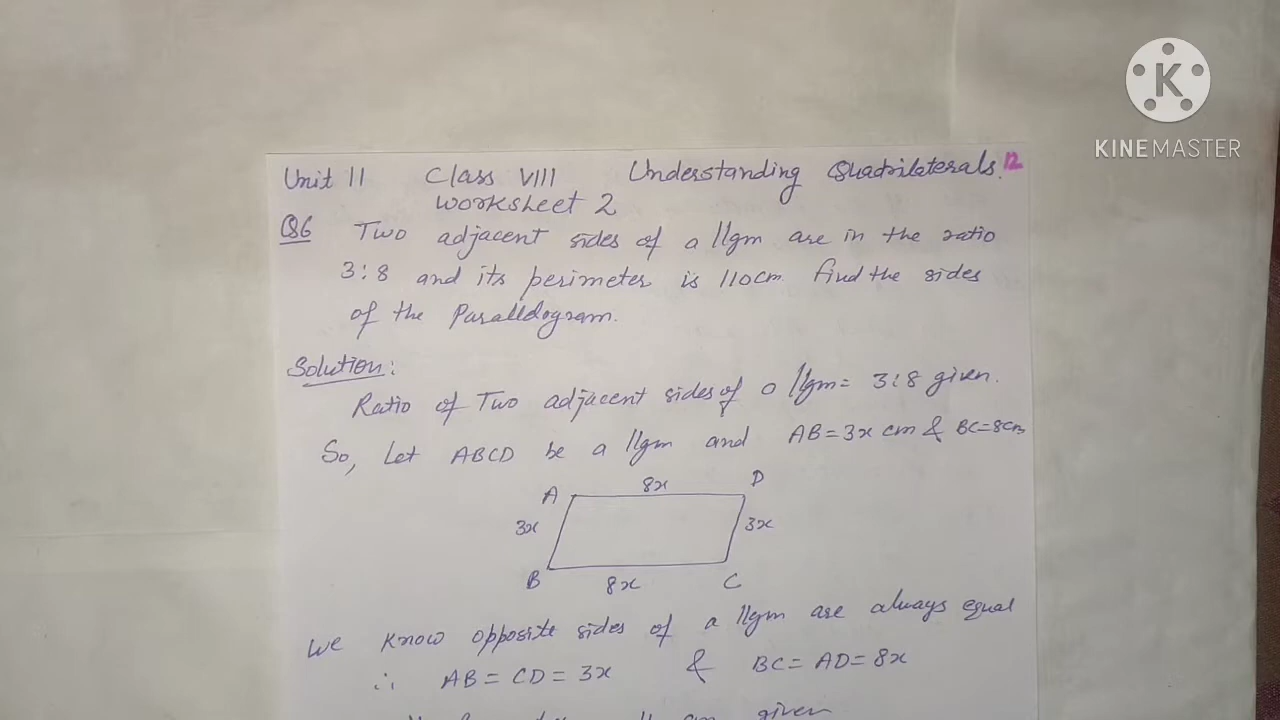 K
KINEMASTER
Unit 11 Class VIII Understanding Quadrilaterals. 12
Worksheet 2
Q6 Two adjacent sides of a llgm are in the ratio
3:8 and its perimeter is 110cm find the sides
of the Parallelogram.
Solution:
Ratio of Two adjacent sides of a llgm = 3:8 given.
So, Let ABCD be a llgm and AB = 3x cm & BC = 8cm
A 8x D
3x 3x
B 8x C
We know opposite sides of a llgm are always equal
∴ AB = CD = 3x & BC = AD = 8x
given